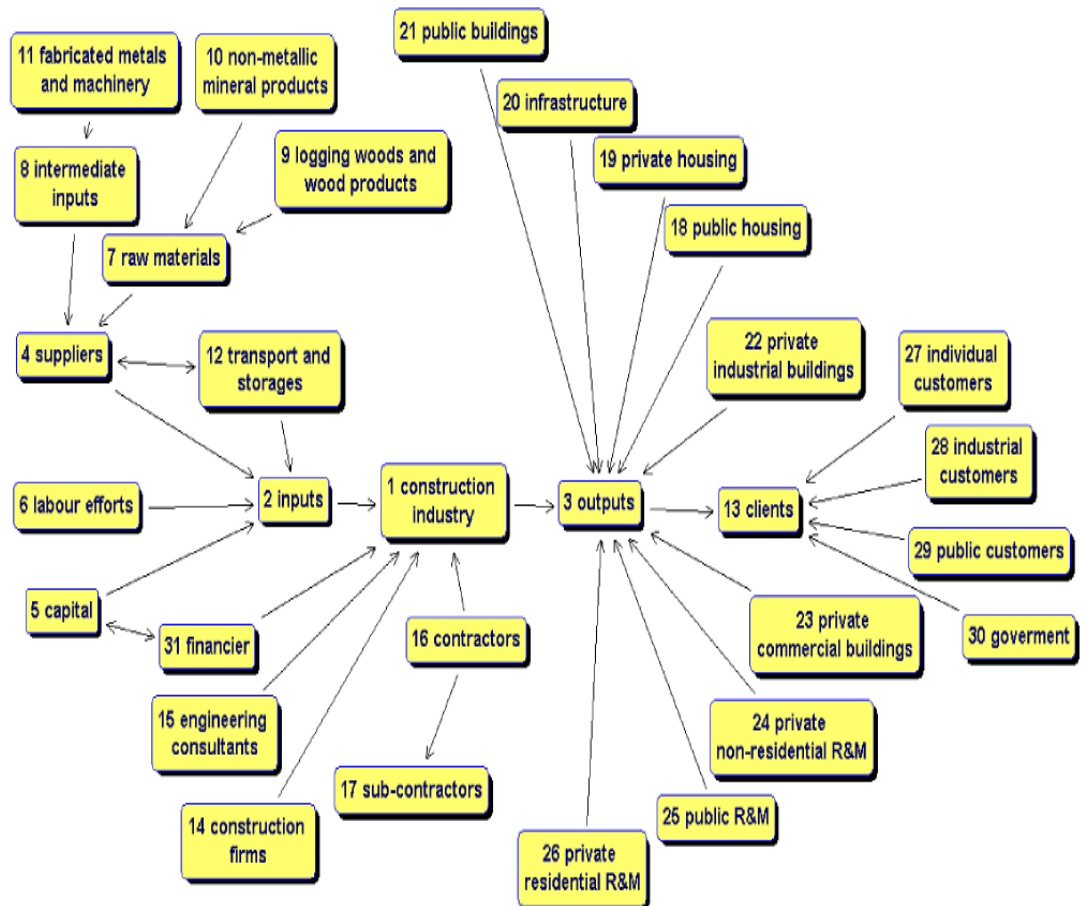 21 public buildings
11 fabricated metals
and machinery
10 non-metallic
mineral products
20 infrastructure
9 logging woods and
wood products
19 private housing
8 intermediate
inputs
18 public housing
7 raw materials
4 suppliers
12 transport and
storages
22 private
industrial buildings
27 individual
customers
28 industrial
customers
6 labour efforts
2 inputs
1 construction
industry
3 outputs
13 clients
29 public customers
5 capital
31 financier
16 contractors
23 private
commercial buildings
30 goverment
15 engineering
consultants
24 private
non-residential R&M
17 sub-contractors
25 public R&M
14 construction
firms
26 private
residential R&M